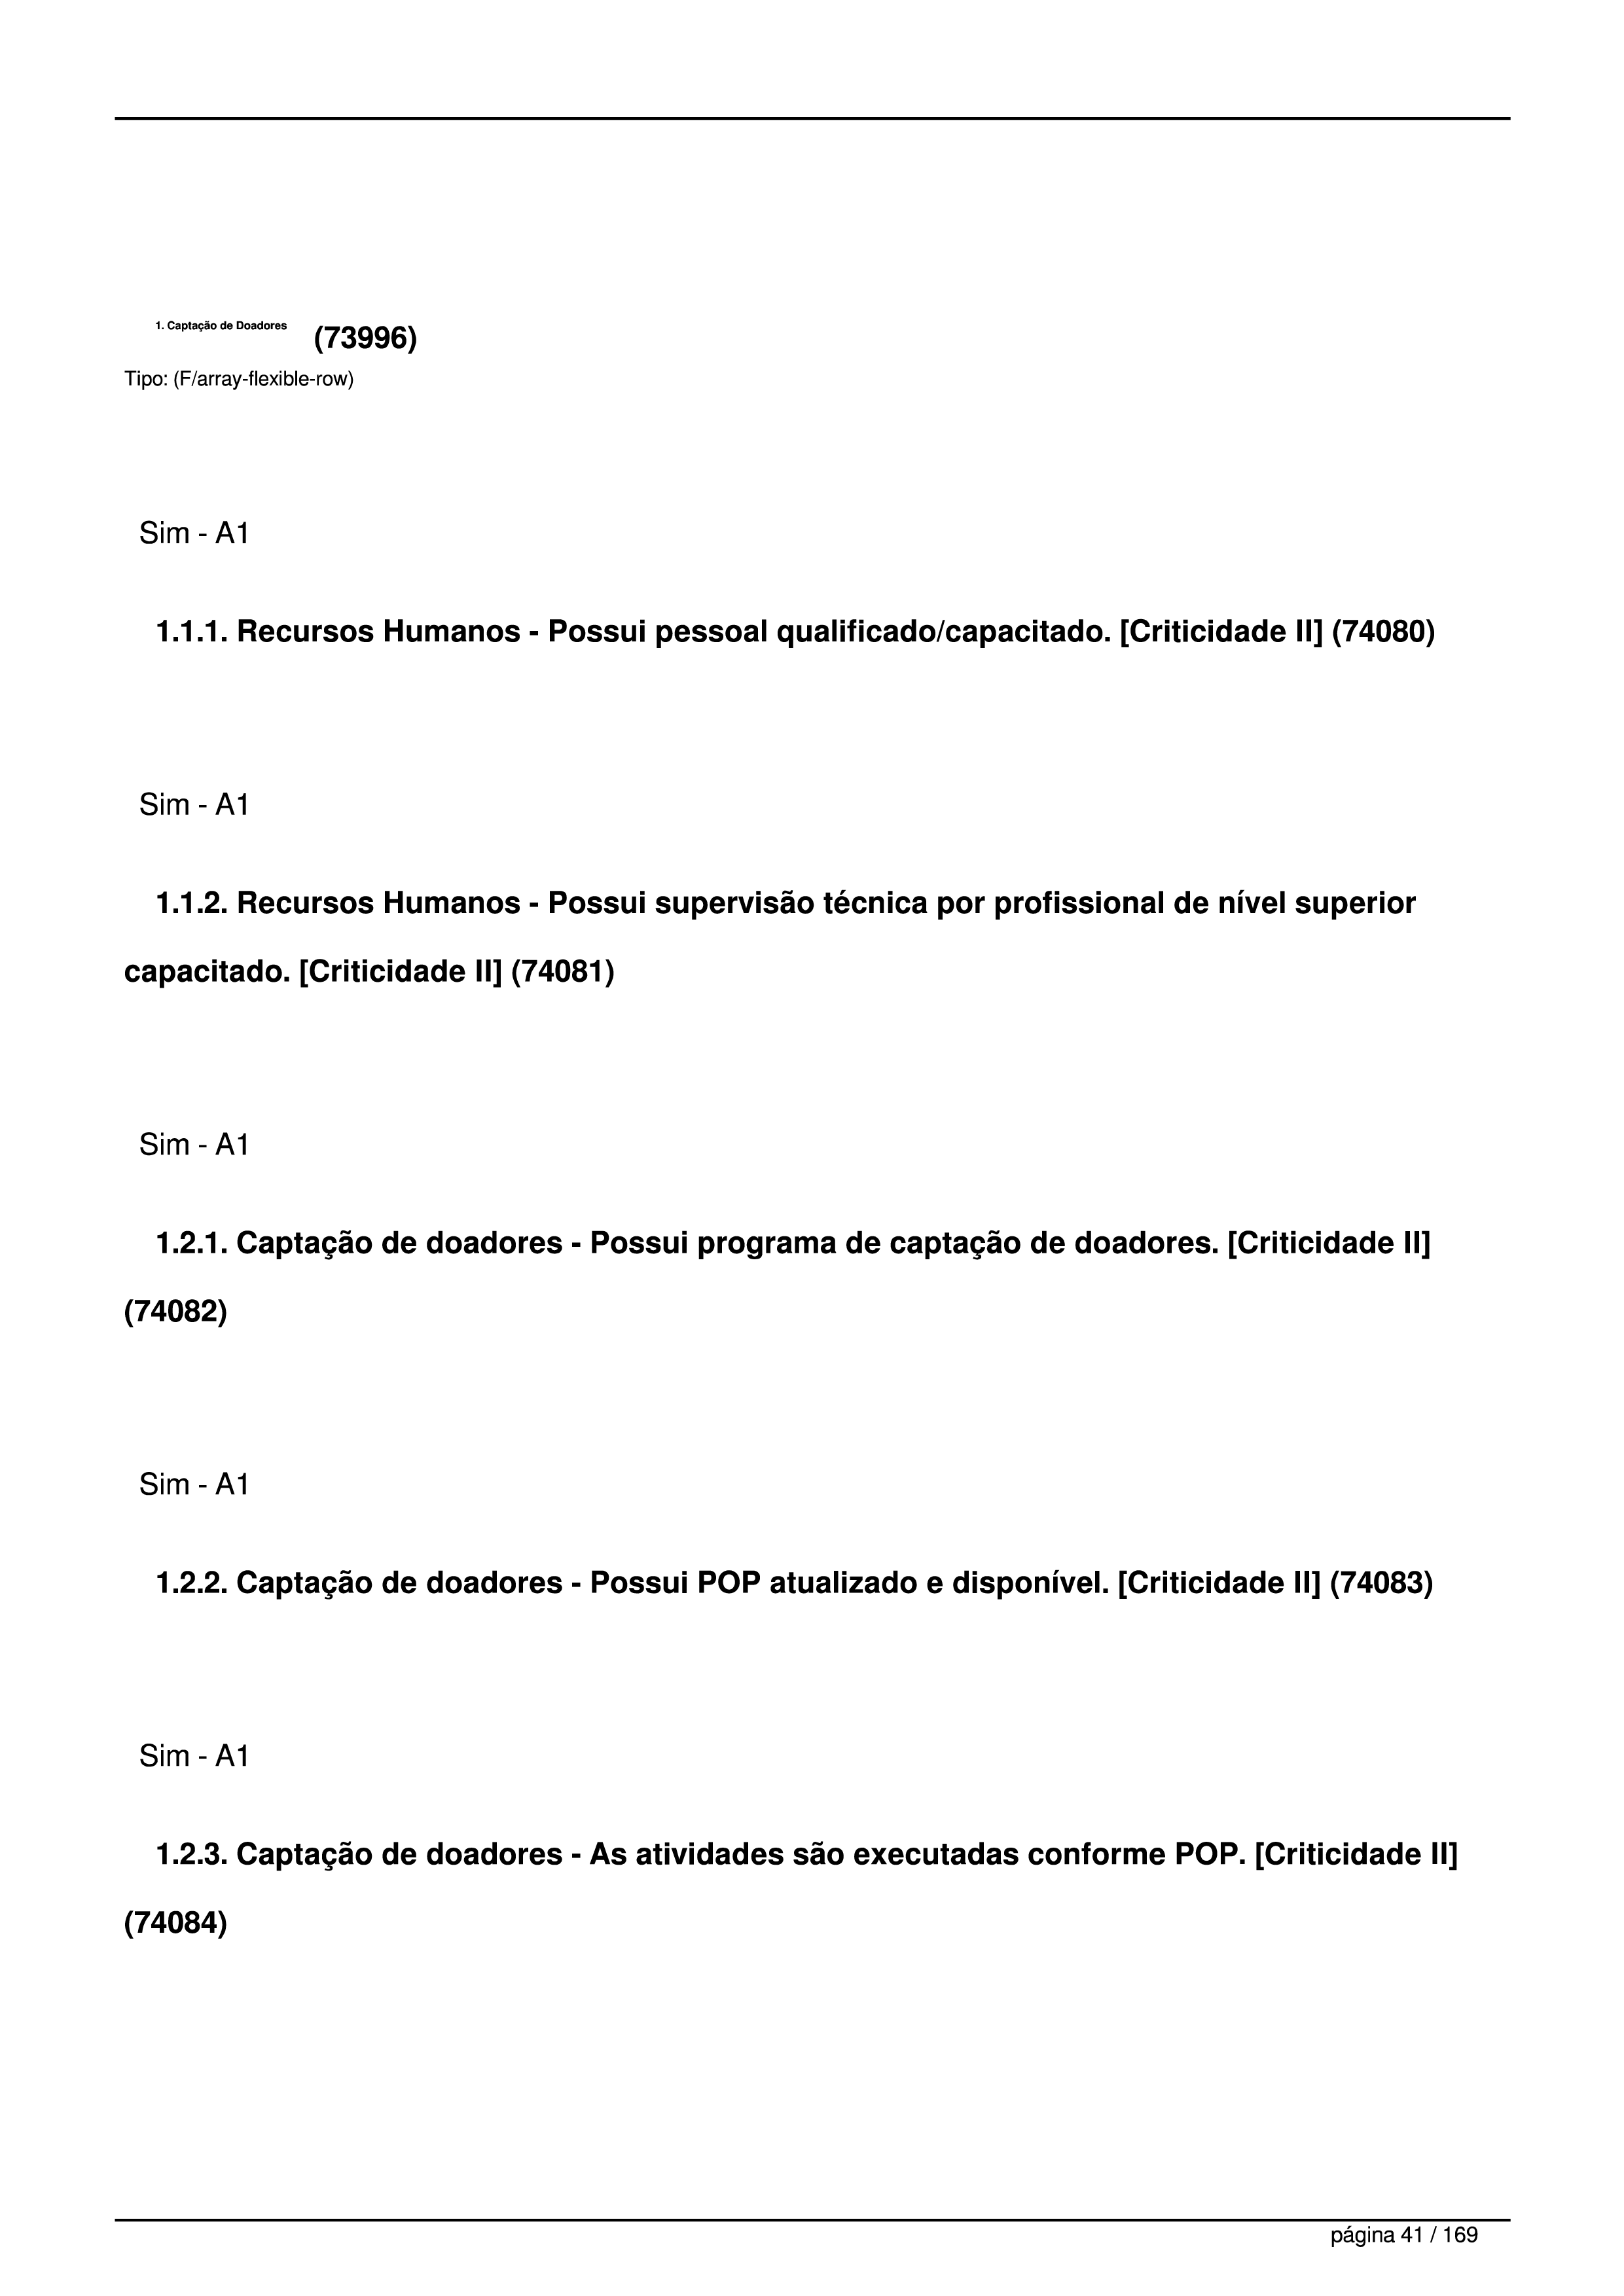 1. Captação de Doadores (73996)
Tipo: (F/array-flexible-row)
Sim - A1
1.1.1. Recursos Humanos - Possui pessoal qualificado/capacitado. [Criticidade II] (74080)
Sim - A1
1.1.2. Recursos Humanos - Possui supervisão técnica por profissional de nível superior
capacitado. [Criticidade II] (74081)
Sim - A1
1.2.1. Captação de doadores - Possui programa de captação de doadores. [Criticidade II]
(74082)
Sim - A1
1.2.2. Captação de doadores - Possui POP atualizado e disponível. [Criticidade II] (74083)
Sim - A1
1.2.3. Captação de doadores - As atividades são executadas conforme POP. [Criticidade II]
(74084)
página 41 / 169